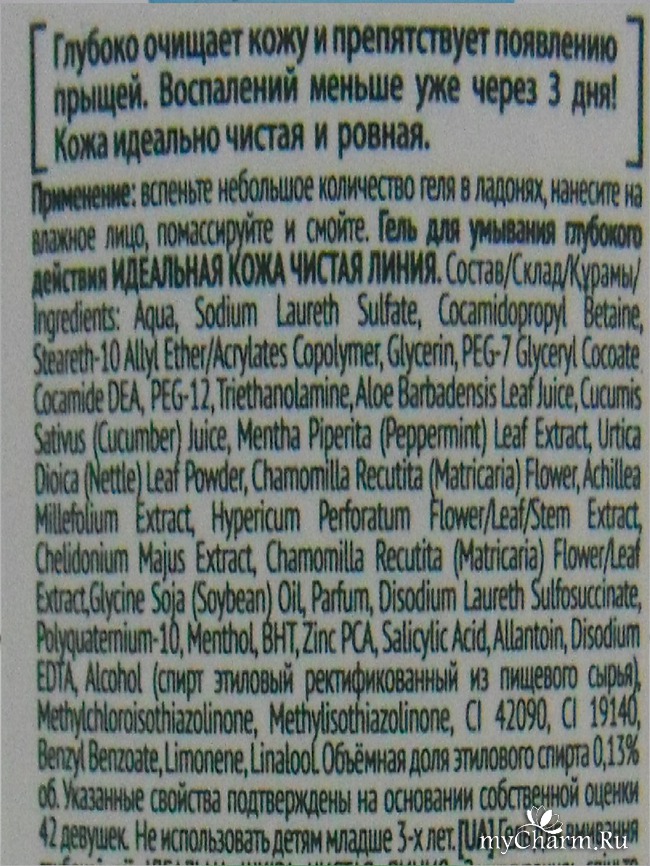 Глубоко очищает кожу и препятствует появлению
прыщей. Воспалений меньше уже через 3 дня!
Кожа идеально чистая и ровная.
Применение: вспеньте небольшое количество геля в ладонях, нанесите на
влажное лицо, помассируйте и смойте. Гель для умывания глубокого
действия ИДЕАЛЬНАЯ КОЖА ЧИСТАЯ ЛИНИЯ. Состав/Склад/Құрамы/
Ingredients: Aqua, Sodium Laureth Sulfate, Cocamidopropyl Betaine,
Steareth-10 Allyl Ether/Acrylates Copolymer, Glycerin, PEG-7 Glyceryl Cocoate
Cocamide DEA, PEG-12, Triethanolamine, Aloe Barbadensis Leaf Juice, Cucumis
Sativus (Cucumber) Juice, Mentha Piperita (Peppermint) Leaf Extract, Urtica
Dioica (Nettle) Leaf Powder, Chamomilla Recutita (Matricaria) Flower, Achillea
Millefolium Extract, Hypericum Perforatum Flower/Leaf/Stem Extract,
Chelidonium Majus Extract, Chamomilla Recutita (Matricaria) Flower/Leaf
Extract,Glycine Soja (Soybean) Oil, Parfum, Disodium Laureth Sulfosuccinate,
Polyquaternium-10, Menthol, BHT, Zinc PCA, Salicylic Acid, Allantoin, Disodium
EDTA, Alcohol (спирт этиловый ректификованный из пищевого сырья),
Methylchloroisothiazolinone, Methylisothiazolinone, CI 42090, CI 19140,
Benzyl Benzoate, Limonene, Linalool. Объёмная доля этилового спирта 0,13%
об. Указанные свойства подтверждены на основании собственной оценки
42 девушек. Не использовать детям младше 3-х лет. [UA]
myCharm.Ru